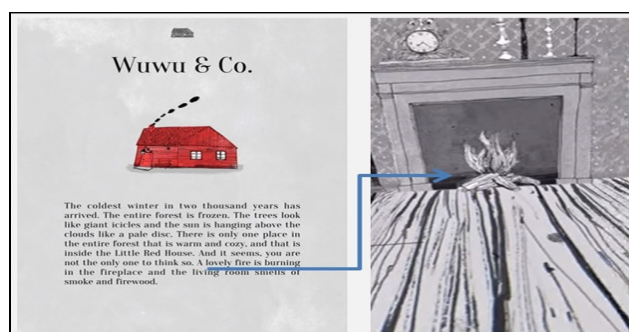 Wuwu & Co.
The coldest winter in two thousand years has
arrived. The entire forest is frozen. The trees look
like giant icicles and the sun is hanging above the
clouds like a pale disc. There is only one place in
the entire forest that is warm and cozy, and that is
inside the Little Red House. And it seems, you are
not the only one to think so. A lovely fire is burning
in the fireplace and the living room smells of
smoke and firewood.